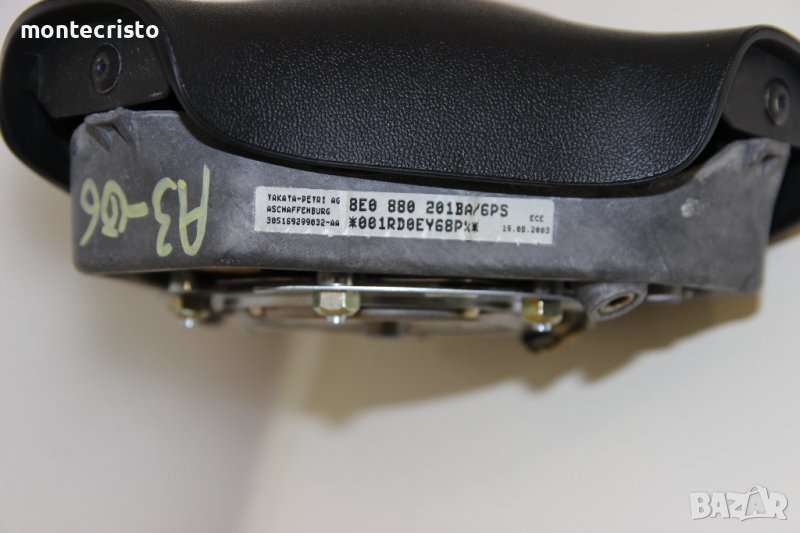 montecristo
A3-06
TAKATA-PETRI AG
ASCHAFFENBURG
305169299032-AA
8E0 880 201BA/6PS
*001RD0EY68P%*
ECE
19.08.2003
BAZAR